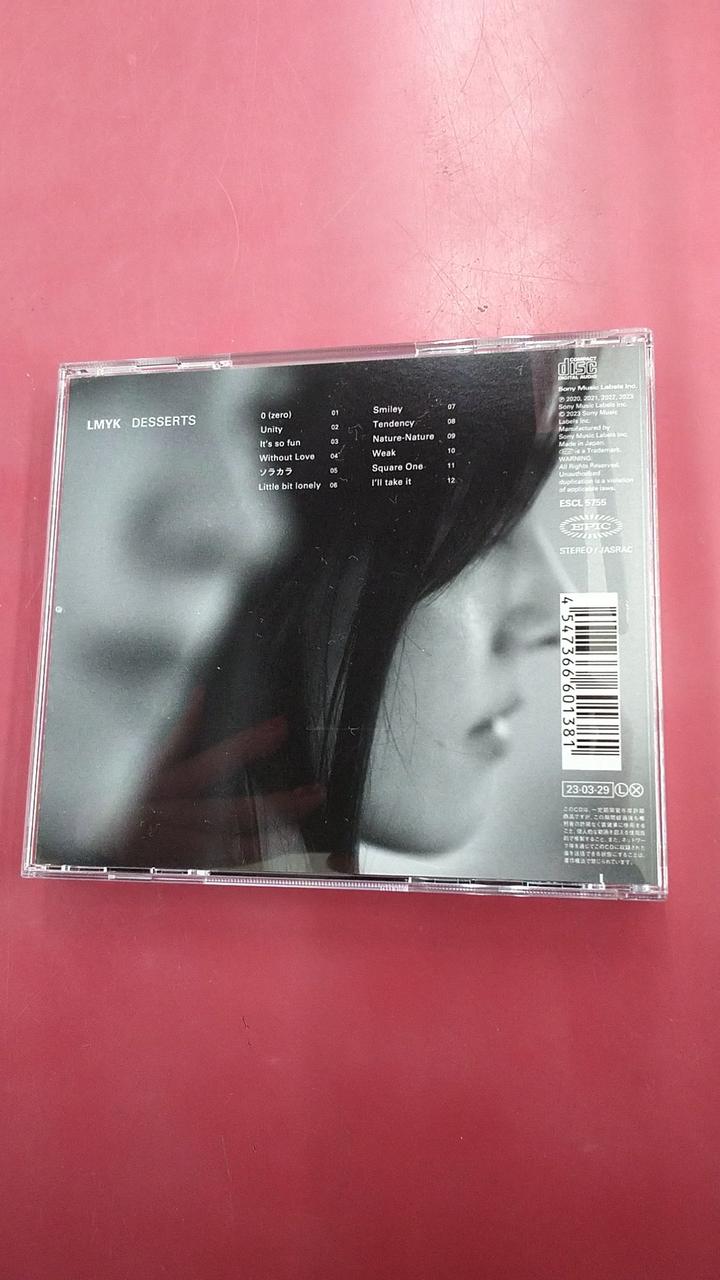 LMYK DESSERTS
0 (zero) 01
Unity 02
It's so fun 03
Without Love 04
ソラカラ 05
Little bit lonely 06
Smiley 07
Tendency 08
Nature-Nature 09
Weak 10
Square One 11
I'll take it 12
COMPACT
disc
DIGITAL AUDIO
Sony Music Labels Inc.
Ⓟ 2020, 2021, 2022, 2023
Sony Music Labels Inc.
© 2023 Sony Music
Labels Inc.
Manufactured by
Sony Music Labels Inc.
Made in Japan.
EPIC is a Trademark.
WARNING:
All Rights Reserved.
Unauthorised
duplication is a violation
of applicable laws.
ESCL 5755
EPIC
STEREO / JASRAC
4 547366 601381
23·03·29 Ⓛ Ⓧ